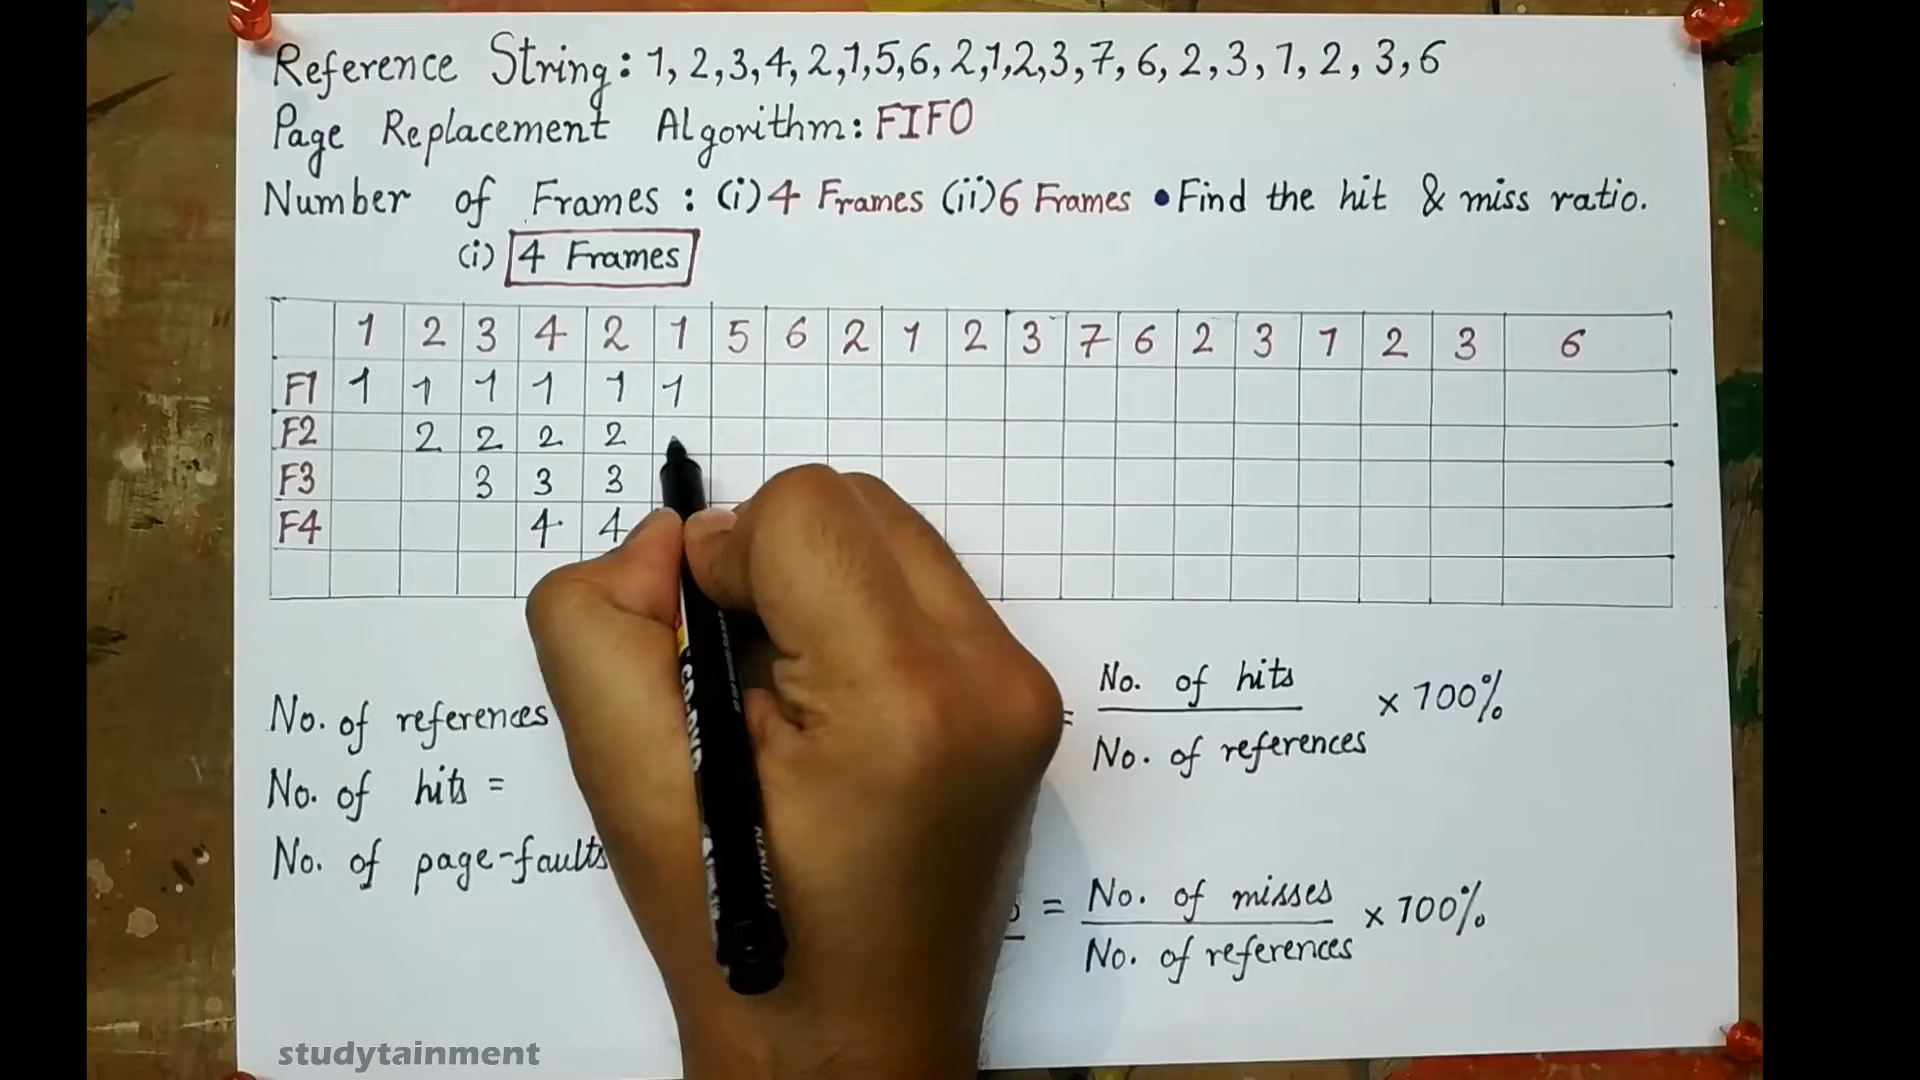 Reference String: 1, 2, 3, 4, 2, 1, 5, 6, 2, 1, 2, 3, 7, 6, 2, 3, 1, 2, 3, 6
Page Replacement Algorithm: FIFO
Number of Frames: (i) 4 Frames (ii) 6 Frames • Find the hit & miss ratio.
(i) 4 Frames
1 2 3 4 2 1 5 6 2 1 2 3 7 6 2 3 1 2 3 6
F1 1 1 1 1 1 1
F2 2 2 2 2
F3 3 3 3
F4 4 4
No. of references
No. of hits =
No. of page-faults
= No. of hits × 100%
No. of references
= No. of misses × 100%
No. of references
studytainment